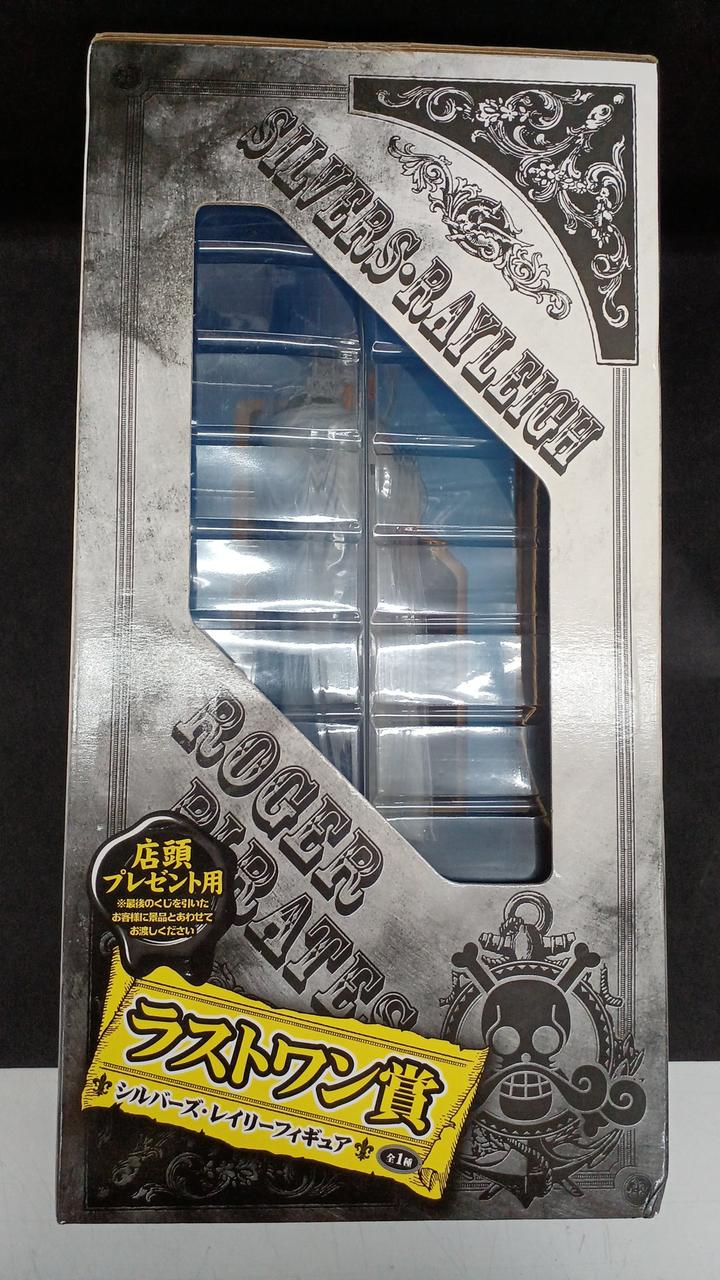 SILVERS・RAYLEIGH
ROGER
PIRATES
店頭
プレゼント用
※最後のくじを引いた
お客様に景品とあわせて
お渡しください
ラストワン賞
シルバーズ・レイリーフィギュア
全1種